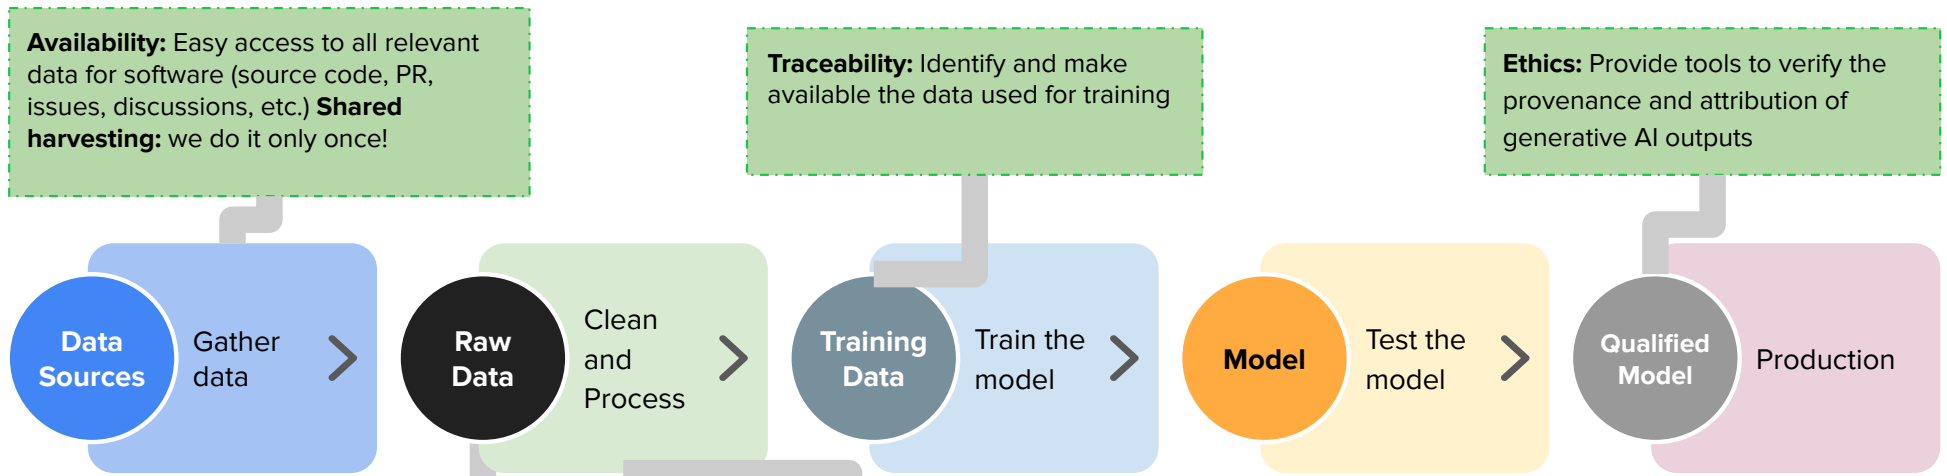 Availability: Easy access to all relevant
data for software (source code, PR,
issues, discussions, etc.) Shared
harvesting: we do it only once!
Traceability: Identify and make
available the data used for training
Ethics: Provide tools to verify the
provenance and attribution of
generative AI outputs
Data
Sources
Gather
data
Raw
Data
Clean
and
Process
Training
Data
Train the
model
Model
Test the
model
Qualified
Model
Production